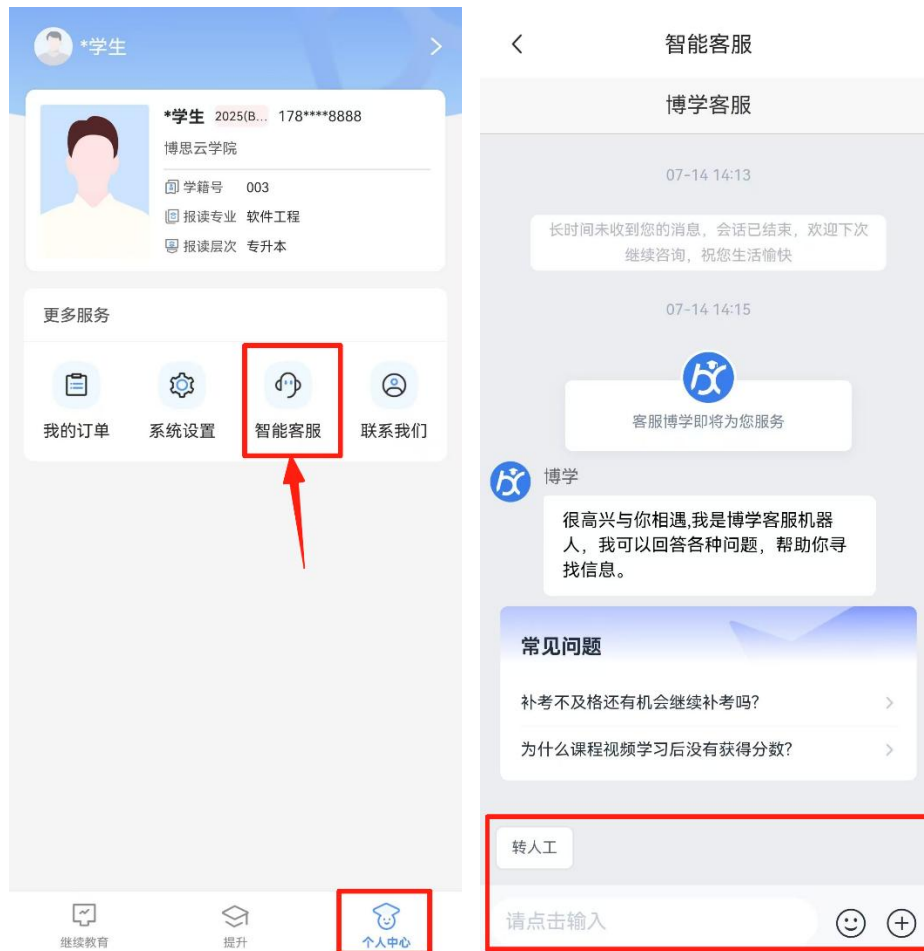 *学生
*学生 2025(B... 178****8888
博思云学院
学籍号 003
报读专业 软件工程
报读层次 专升本
更多服务
我的订单 系统设置 智能客服 联系我们
继续教育 提升 个人中心
智能客服
博学客服
07-14 14:13
长时间未收到您的消息，会话已结束，欢迎下次
继续咨询，祝您生活愉快
07-14 14:15
客服博学即将为您服务
博学
很高兴与你相遇,我是博学客服机器
人，我可以回答各种问题，帮助你寻
找信息。
常见问题
补考不及格还有机会继续补考吗?
为什么课程视频学习后没有获得分数?
转人工
请点击输入